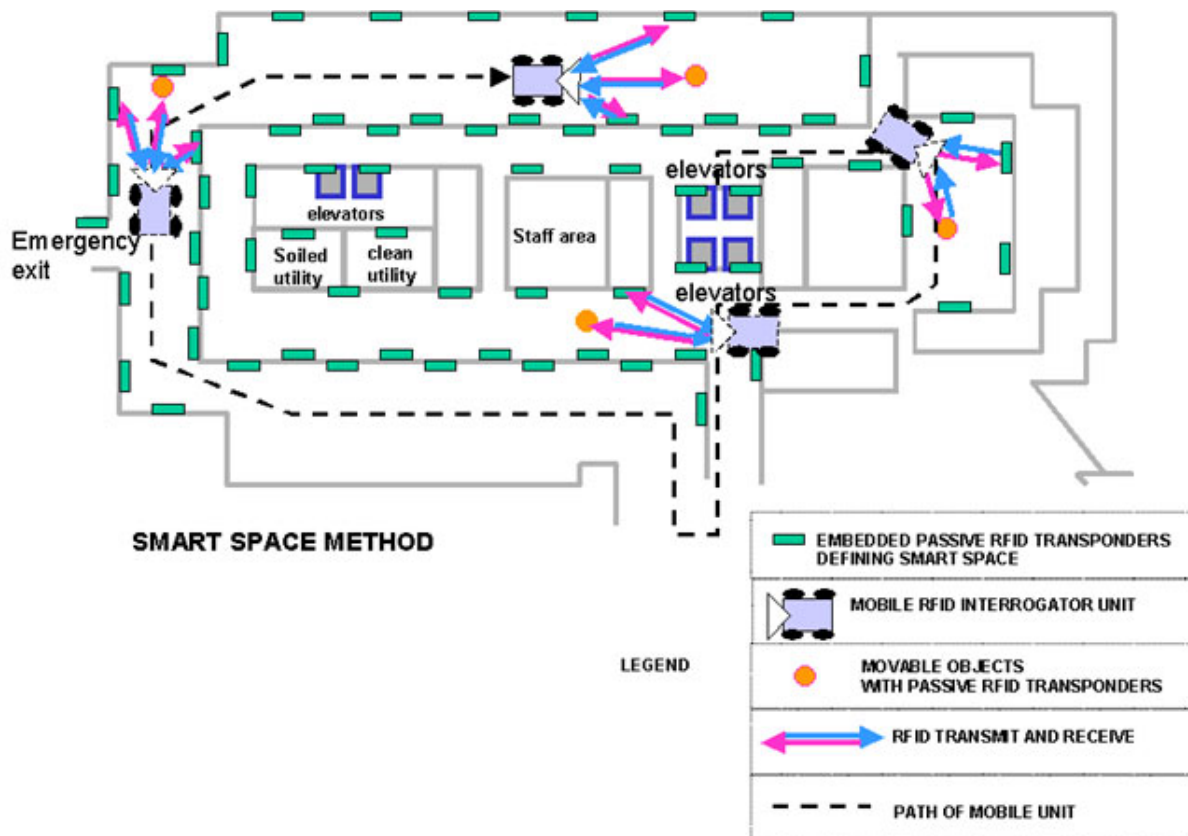 elevators
elevators
Staff area
Soiled
utility
clean
utility
Emergency
exit
elevators
SMART SPACE METHOD
LEGEND
EMBEDDED PASSIVE RFID TRANSPONDERS
DEFINING SMART SPACE
MOBILE RFID INTERROGATOR UNIT
MOVABLE OBJECTS
WITH PASSIVE RFID TRANSPONDERS
RFID TRANSMIT AND RECEIVE
PATH OF MOBILE UNIT